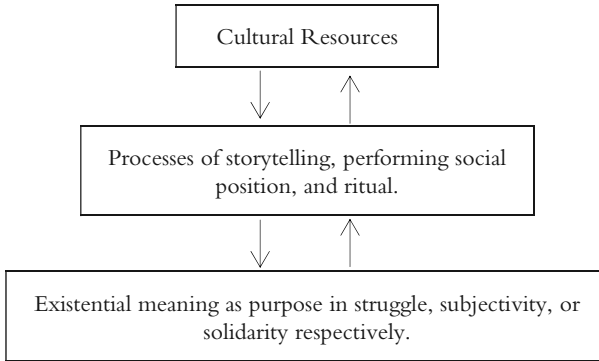 Cultural Resources
Processes of storytelling, performing social
position, and ritual.
Existential meaning as purpose in struggle, subjectivity, or
solidarity respectively.